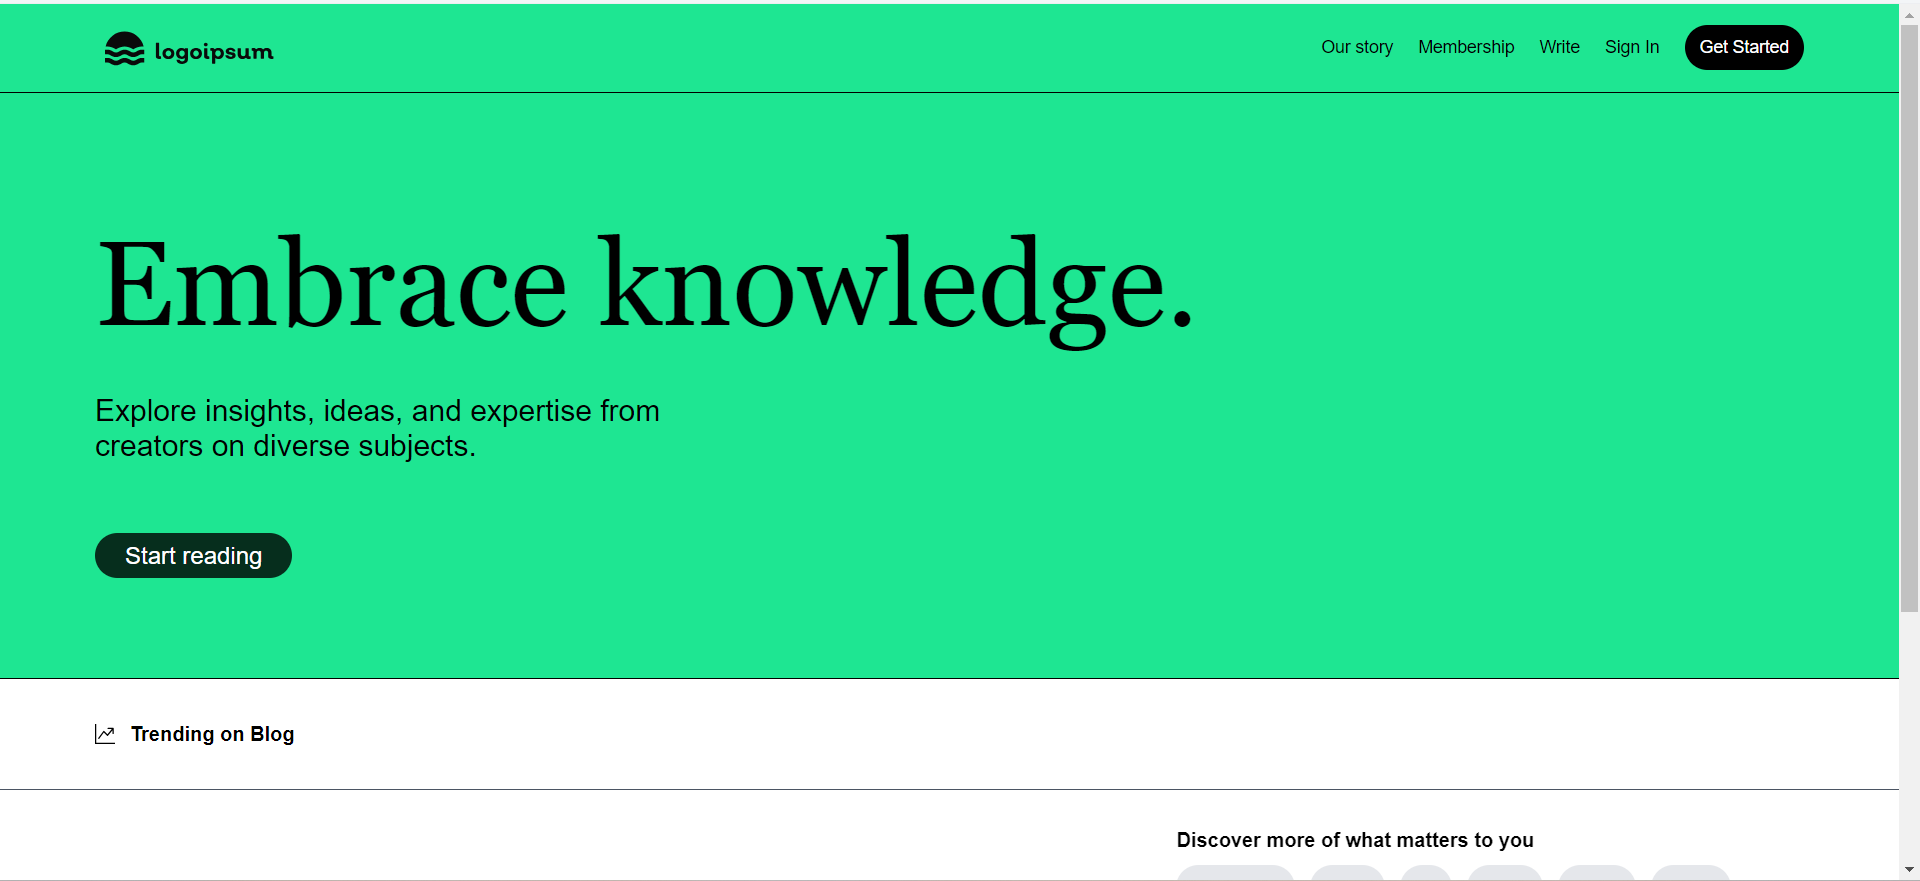 logoipsum
Our story Membership Write Sign In Get Started
Embrace knowledge.
Explore insights, ideas, and expertise from
creators on diverse subjects.
Start reading
Trending on Blog
Discover more of what matters to you